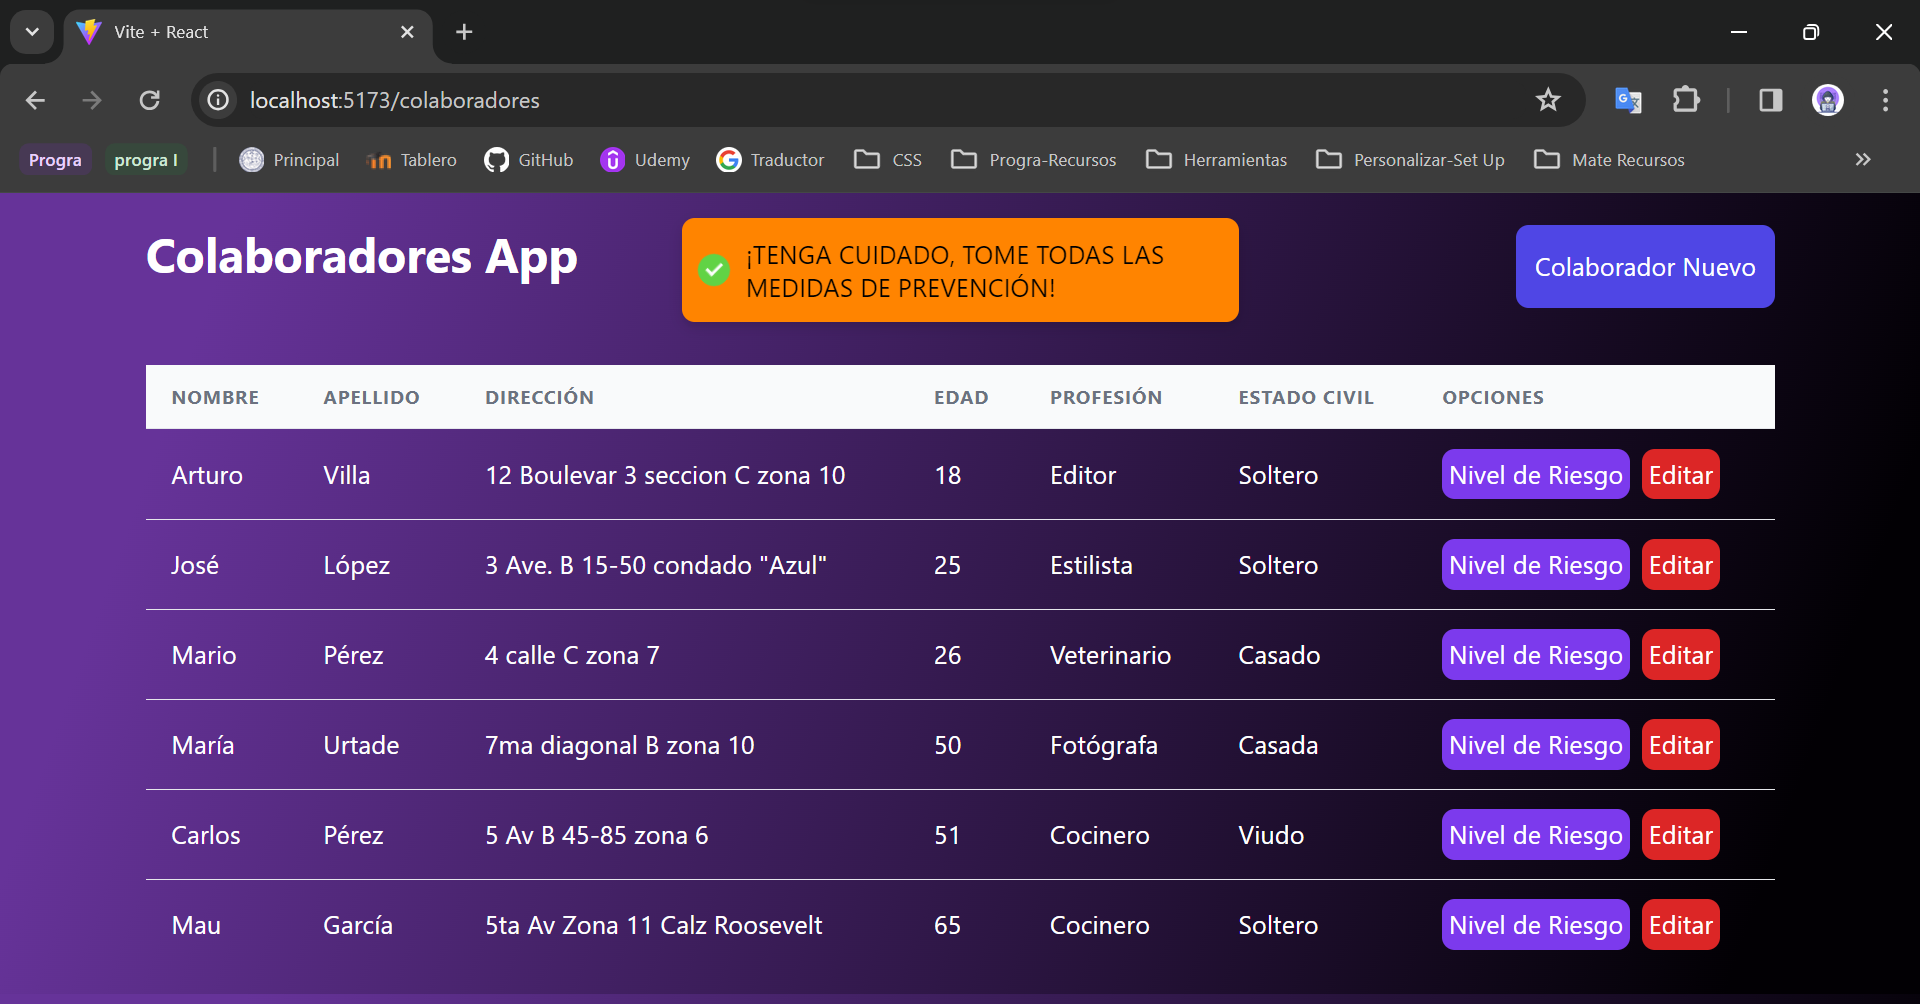 Vite + React
localhost:5173/colaboradores
Progra progra I Principal Tablero GitHub Udemy Traductor CSS Progra-Recursos Herramientas Personalizar-Set Up Mate Recursos
Colaboradores App
¡TENGA CUIDADO, TOME TODAS LAS
MEDIDAS DE PREVENCIÓN!
Colaborador Nuevo
NOMBRE APELLIDO DIRECCIÓN EDAD PROFESIÓN ESTADO CIVIL OPCIONES
Arturo Villa 12 Boulevar 3 seccion C zona 10 18 Editor Soltero Nivel de Riesgo Editar
José López 3 Ave. B 15-50 condado "Azul" 25 Estilista Soltero Nivel de Riesgo Editar
Mario Pérez 4 calle C zona 7 26 Veterinario Casado Nivel de Riesgo Editar
María Urtade 7ma diagonal B zona 10 50 Fotógrafa Casada Nivel de Riesgo Editar
Carlos Pérez 5 Av B 45-85 zona 6 51 Cocinero Viudo Nivel de Riesgo Editar
Mau García 5ta Av Zona 11 Calz Roosevelt 65 Cocinero Soltero Nivel de Riesgo Editar